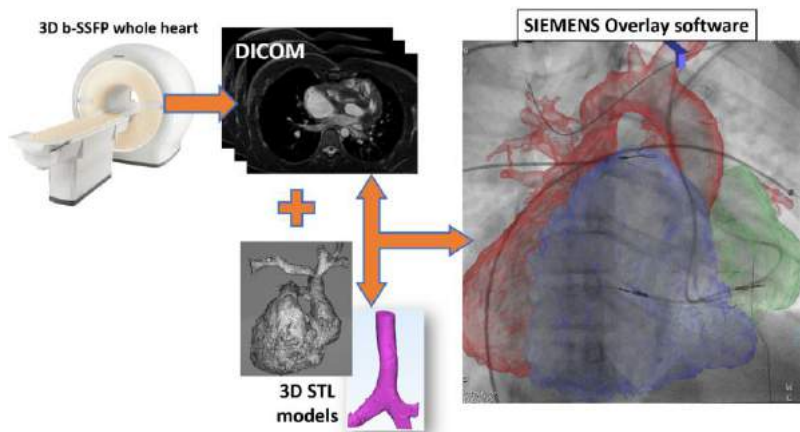 3D b-SSFP whole heart
DICOM
SIEMENS Overlay software
3D STL
models